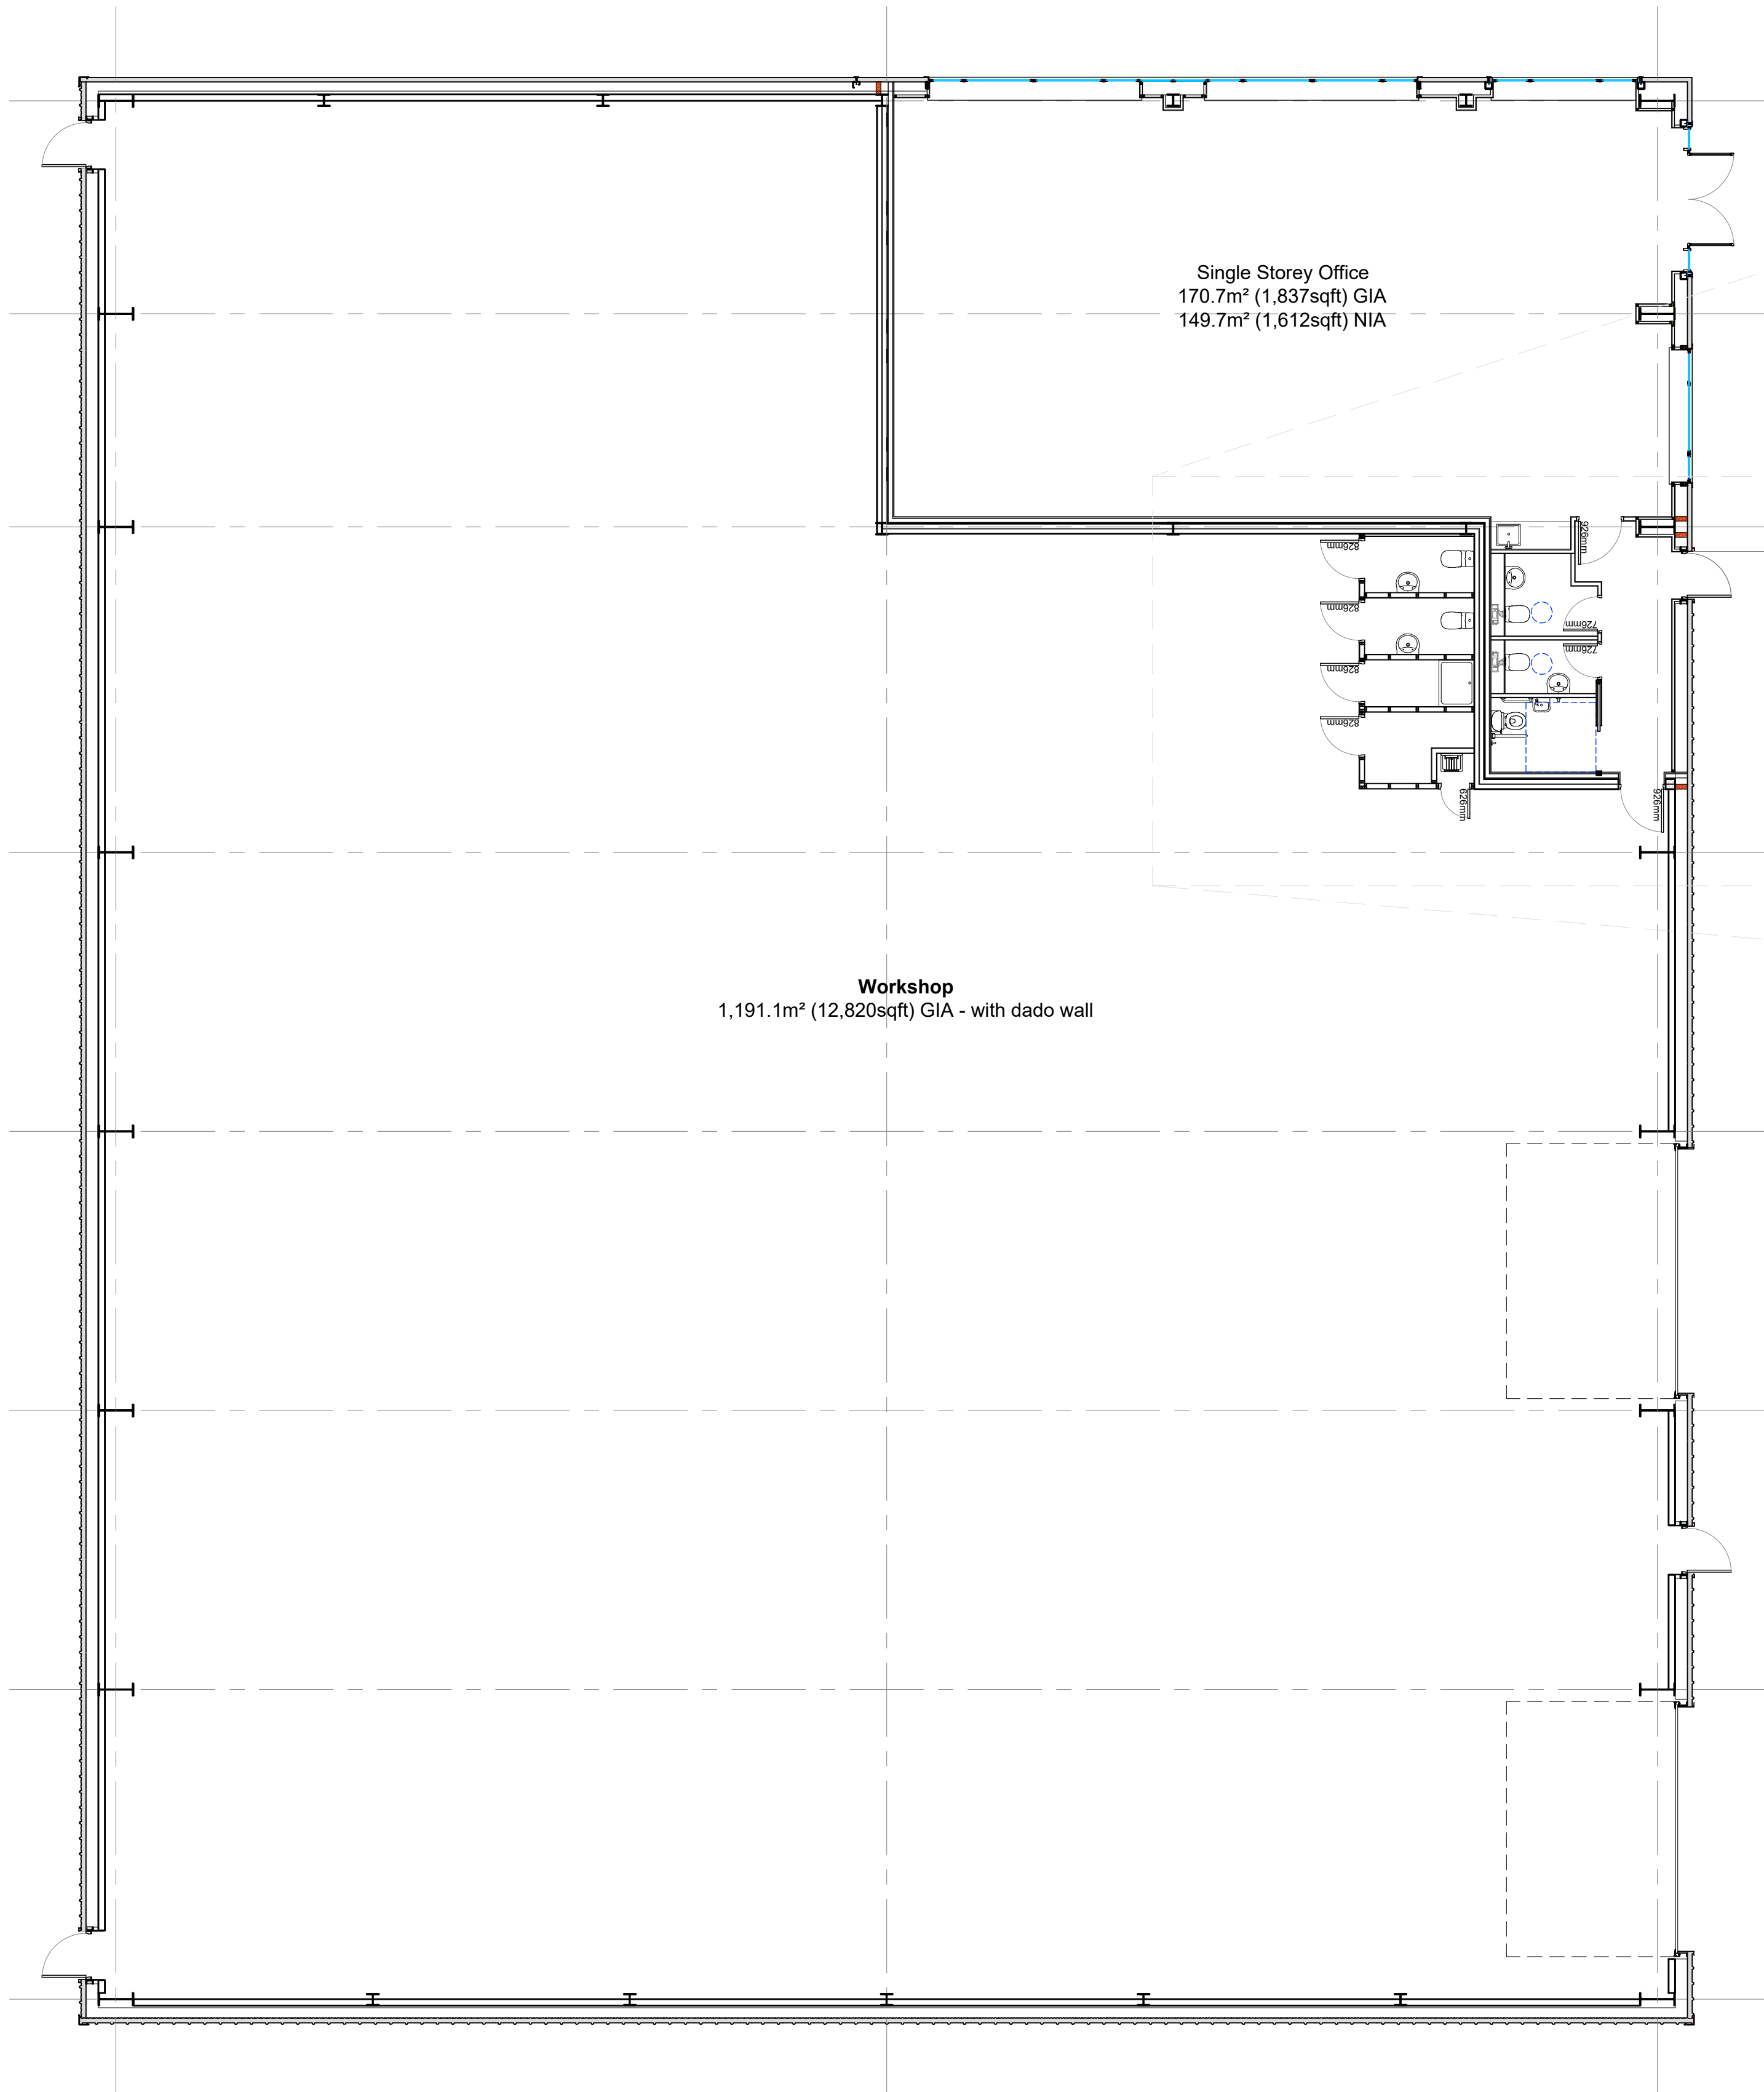 Single Storey Office
170.7m² (1,837sqft) GIA
149.7m² (1,612sqft) NIA
926mm
826mm
826mm
726mm
726mm
826mm
826mm
626mm
926mm
Workshop
1,191.1m² (12,820sqft) GIA - with dado wall